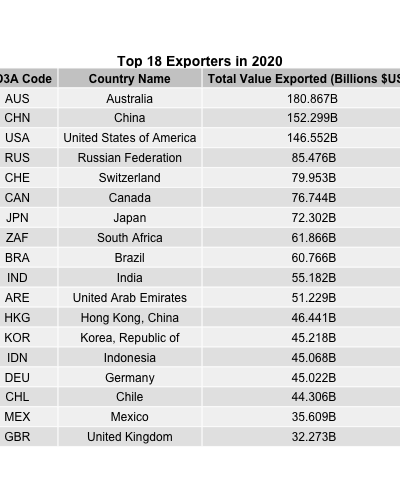 Top 18 Exporters in 2020
Code Country Name Total Value Exported (Billions
AUS Australia 180.867B
CHN China 152.299B
USA United States of America 146.552B
RUS Russian Federation 85.476B
CHE Switzerland 79.953B
CAN Canada 76.744B
JPN Japan 72.302B
ZAF South Africa 61.866B
BRA Brazil 60.766B
IND India 55.182B
ARE United Arab Emirates 51.229B
HKG Hong Kong, China 46.441B
KOR Korea, Republic of 45.218B
IDN Indonesia 45.068B
DEU Germany 45.022B
CHL Chile 44.306B
MEX Mexico 35.609B
GBR United Kingdom 32.273B